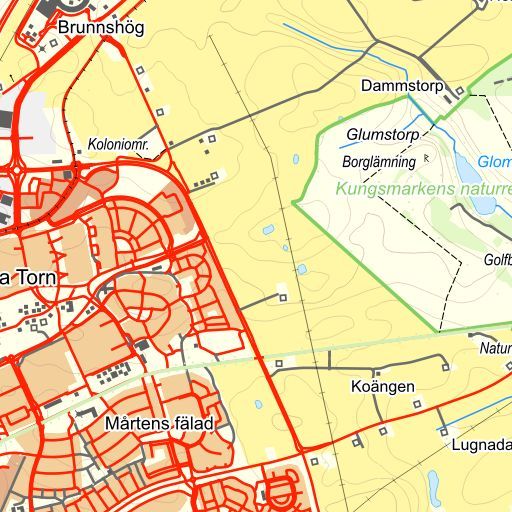 Brunnshög
Dammstorp
Glumstorp
Koloniomr.
Borglämning
R
Glom
Kungsmarkens naturre
Golfb
a Torn
Natur
Koängen
Mårtens fälad
Lugnada